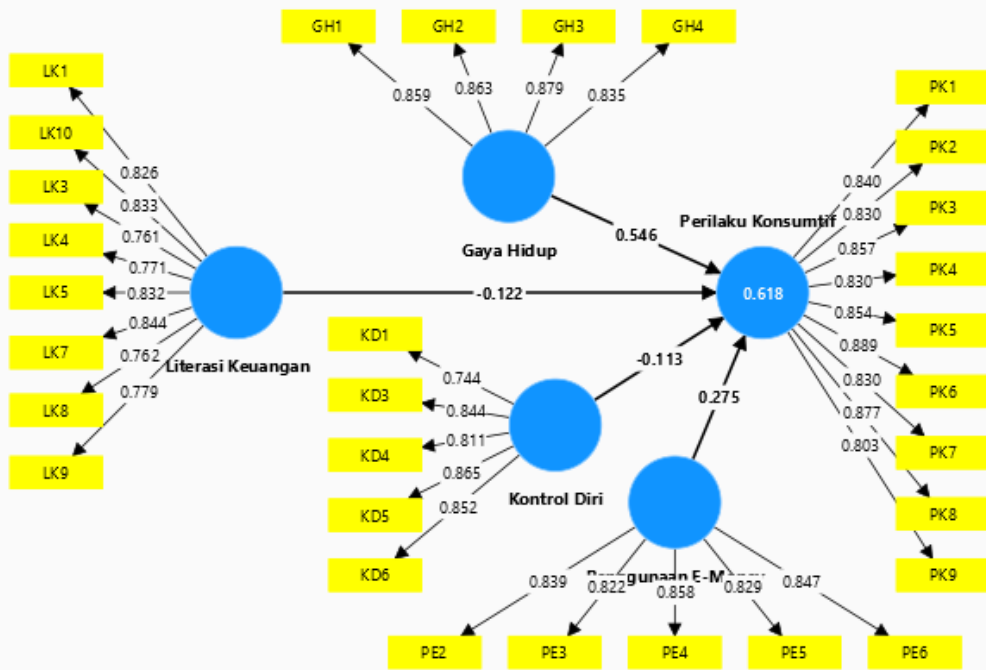 GH1
GH2
GH3
GH4
0.859
0.863
0.879
0.835
Gaya Hidup
LK1
LK10
LK3
LK4
LK5
LK7
LK8
LK9
0.826
0.833
0.761
0.771
0.832
0.844
0.762
0.779
Literasi Keuangan
0.546
-0.122
-0.113
0.275
KD1
KD3
KD4
KD5
KD6
0.744
0.844
0.811
0.865
0.852
Kontrol Diri
Perilaku Konsumtif
0.618
PK1
PK2
PK3
PK4
PK5
PK6
PK7
PK8
PK9
0.840
0.830
0.857
0.830
0.854
0.889
0.830
0.877
0.803
0.839
0.822
0.858
0.829
0.847
PE2
PE3
PE4
PE5
PE6